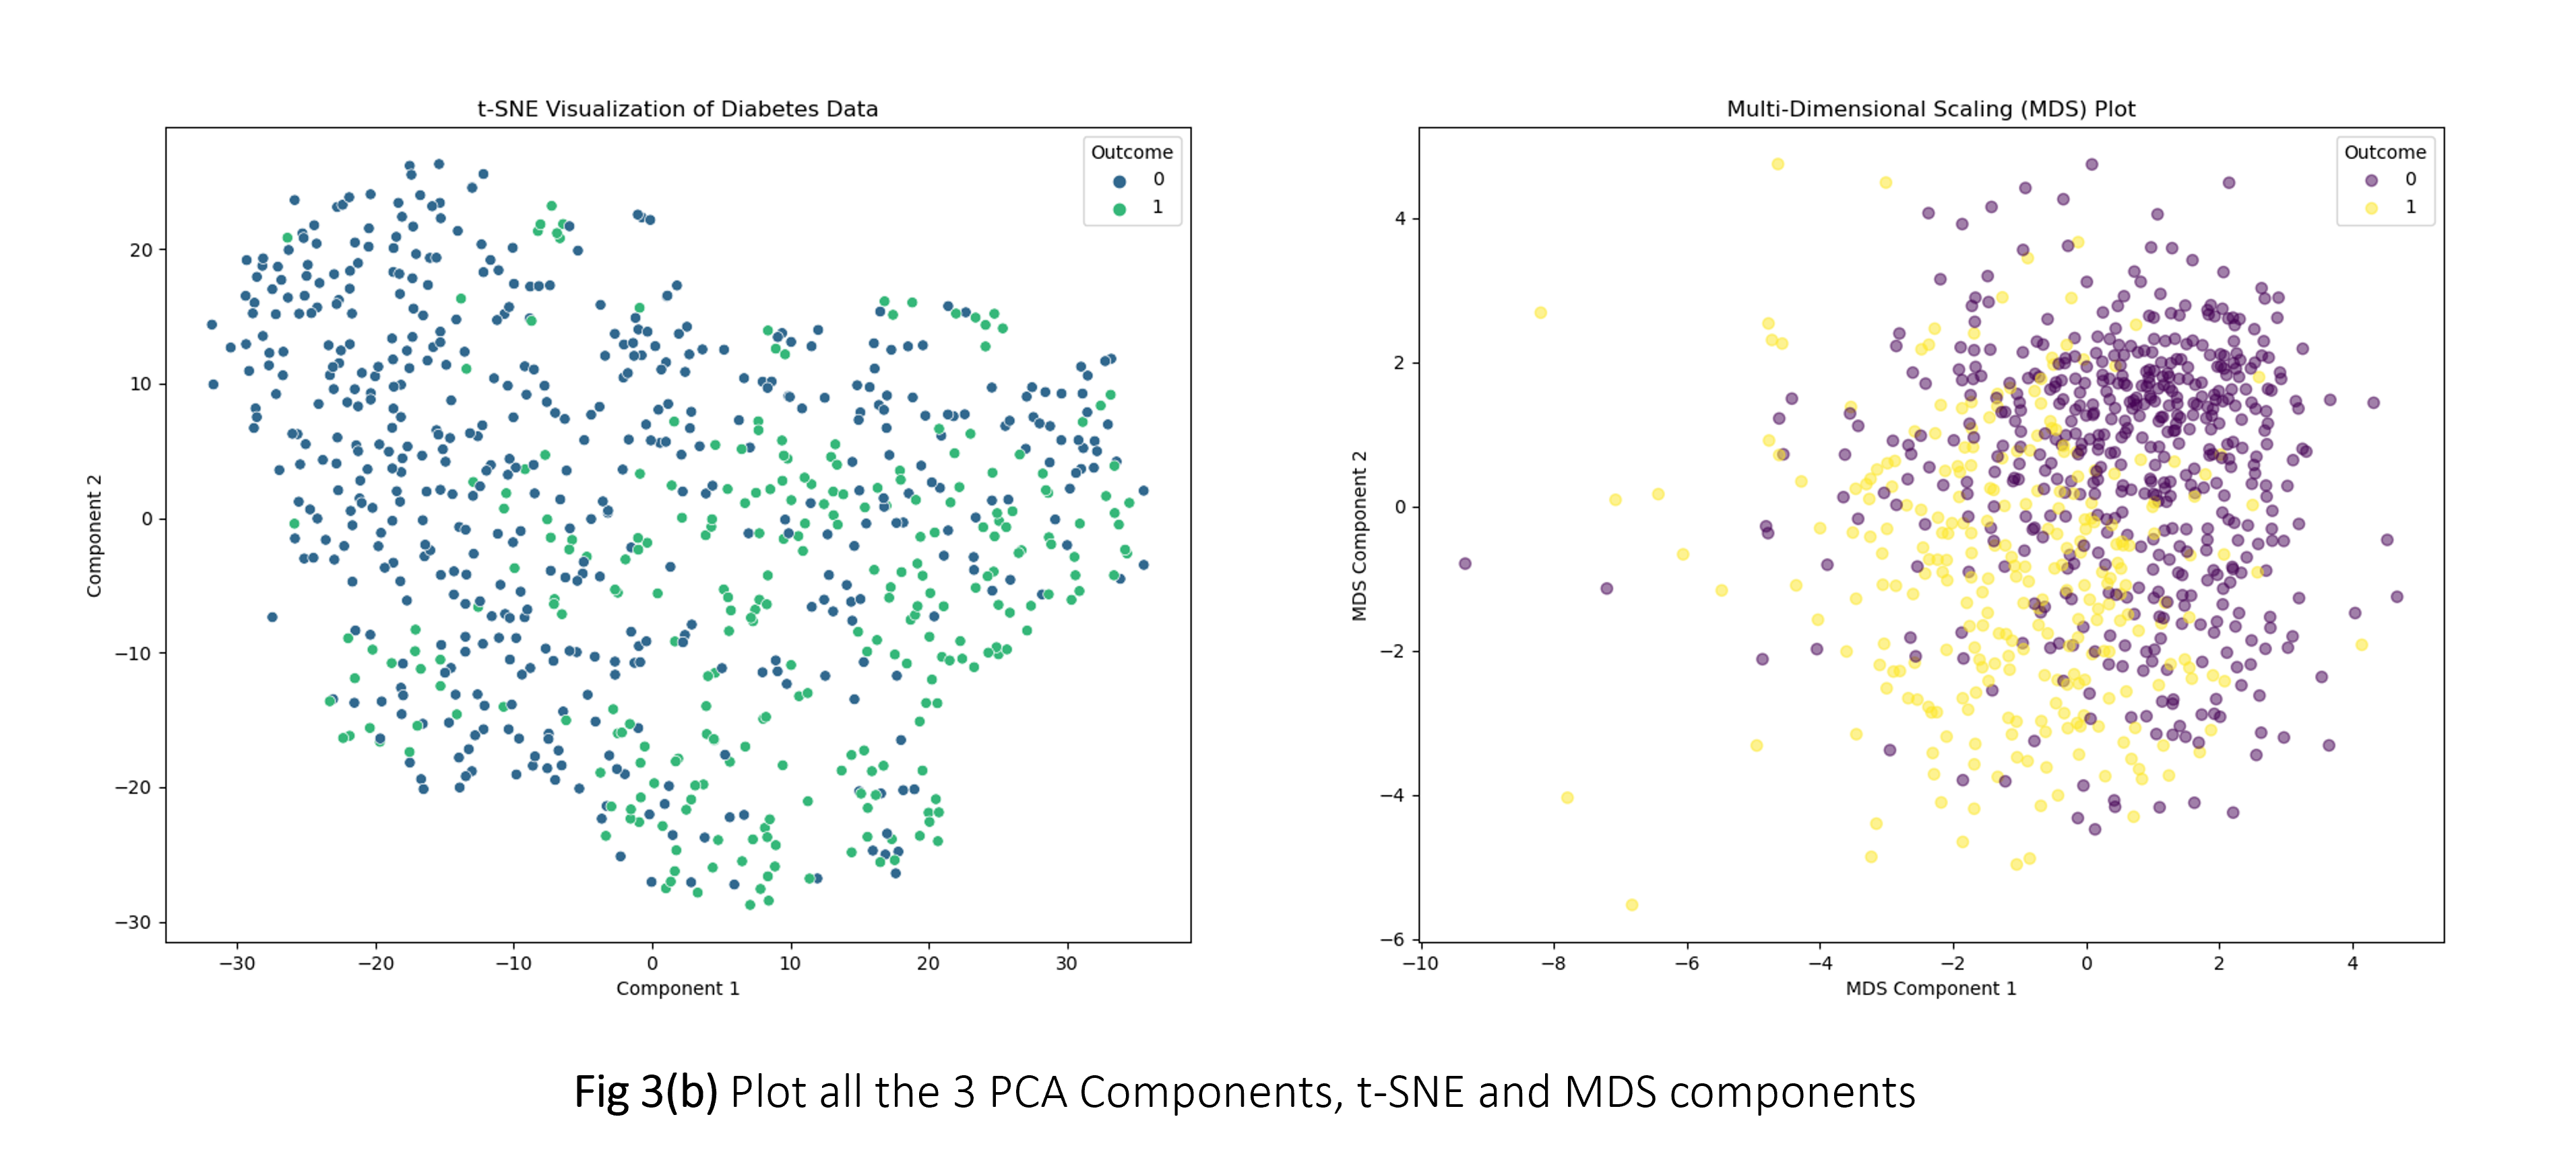 t-SNE Visualization of Diabetes Data
Outcome
0
1
20
10
0
−10
−20
−30
Component 2
−30 −20 −10 0 10 20 30
Component 1
Multi-Dimensional Scaling (MDS) Plot
Outcome
0
1
4
2
0
−2
−4
−6
MDS Component 2
−10 −8 −6 −4 −2 0 2 4
MDS Component 1
Fig 3(b) Plot all the 3 PCA Components, t-SNE and MDS components